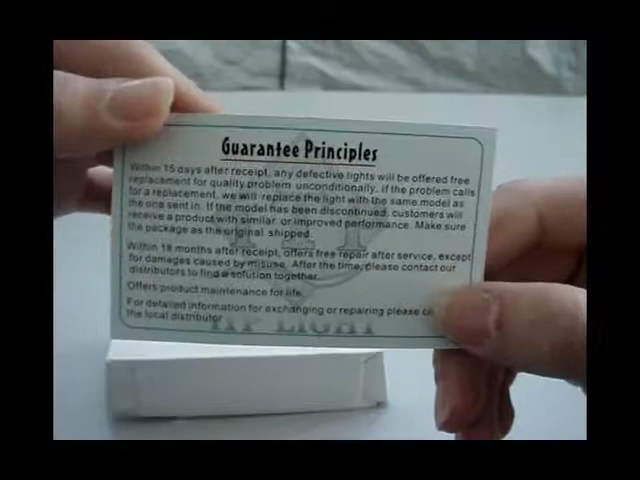 Guarantee Principles
Within 15 days after receipt, any defective lights will be offered free
replacement for quality problem unconditionally. If the problem calls
for a replacement, we will replace the light with the same model as
the one sent in. If the model has been discontinued, customers will
receive a product with similar or improved performance. Make sure
the package as the original shipped.
Within 18 months after receipt, offers free repair after service, except
for damages caused by misuse. After the time, please contact our
distributors to find a solution together.
Offers product maintenance for life.
For detailed information for exchanging or repairing please
the local distributor
LIGHT